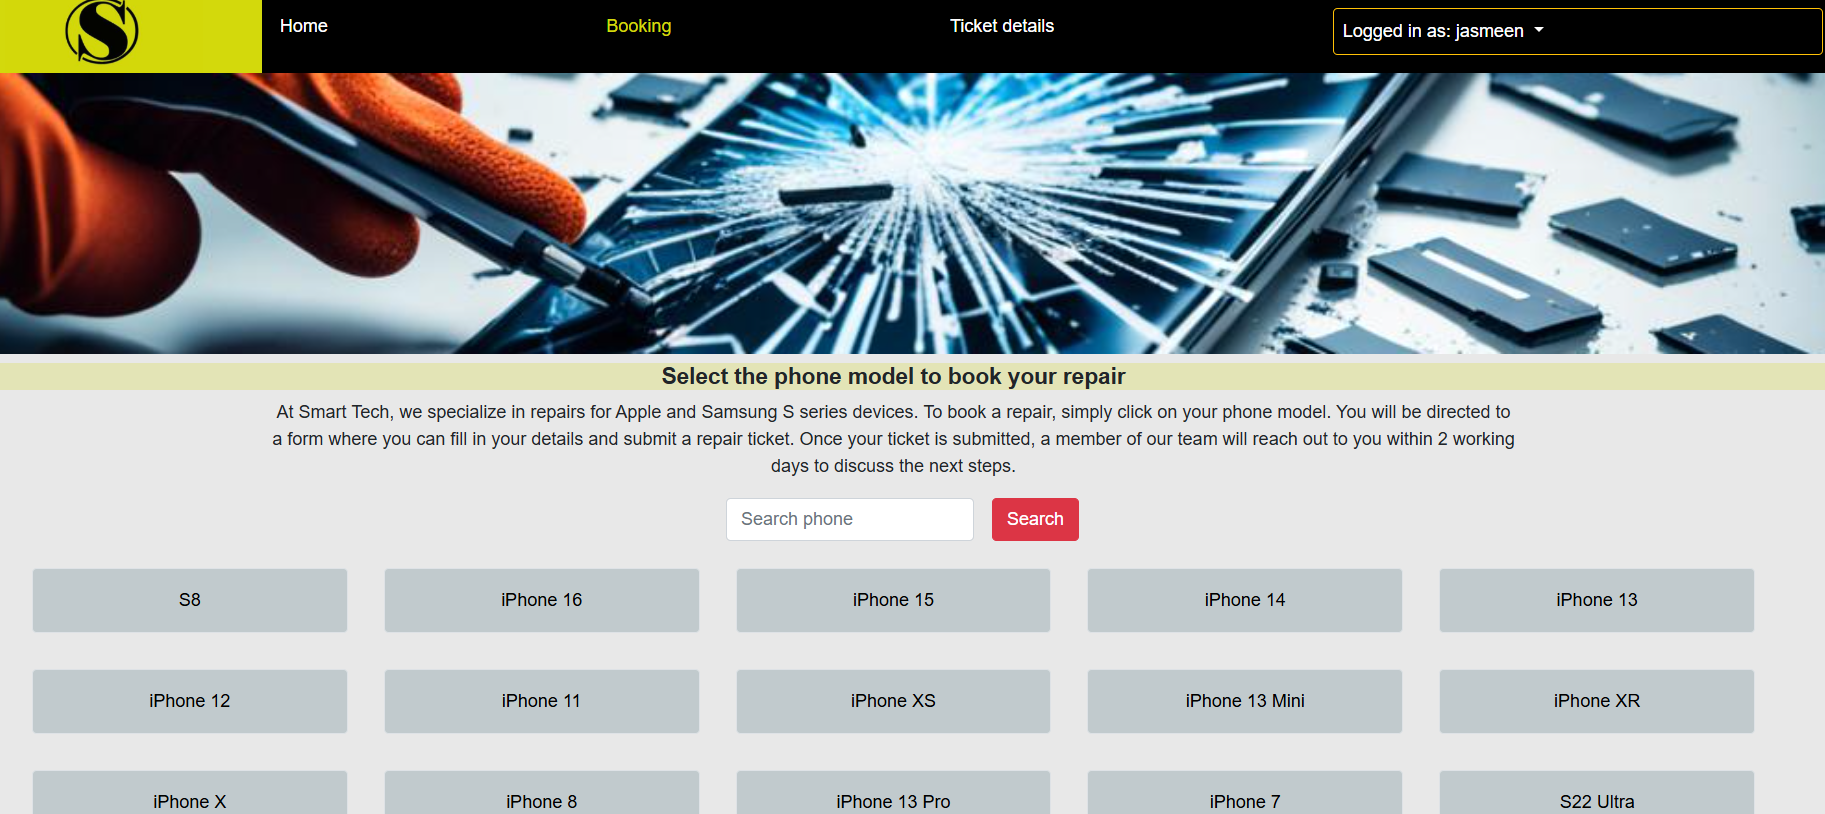 S
Home
Booking
Ticket details
Logged in as: jasmeen
Select the phone model to book your repair
At Smart Tech, we specialize in repairs for Apple and Samsung S series devices. To book a repair, simply click on your phone model. You will be directed to
a form where you can fill in your details and submit a repair ticket. Once your ticket is submitted, a member of our team will reach out to you within 2 working
days to discuss the next steps.
Search phone
Search
S8
iPhone 16
iPhone 15
iPhone 14
iPhone 13
iPhone 12
iPhone 11
iPhone XS
iPhone 13 Mini
iPhone XR
iPhone X
iPhone 8
iPhone 13 Pro
iPhone 7
S22 Ultra